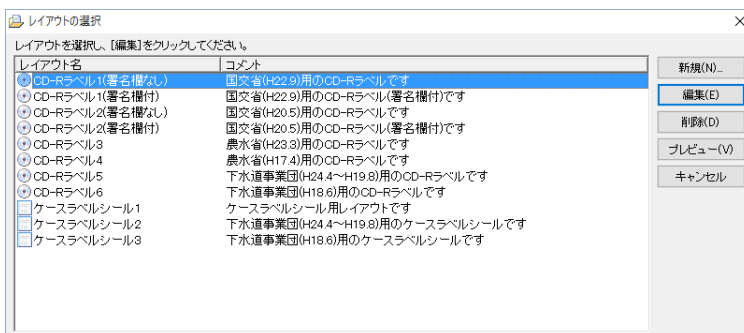 レイアウトの選択
レイアウトを選択し、[編集]をクリックしてください。
レイアウト名 コメント
CD-Rラベル1(署名欄なし) 国交省(H22.9)用のCD-Rラベルです
CD-Rラベル1(署名欄付) 国交省(H22.9)用のCD-Rラベル(署名欄付)です
CD-Rラベル2(署名欄なし) 国交省(H20.5)用のCD-Rラベルです
CD-Rラベル2(署名欄付) 国交省(H20.5)用のCD-Rラベル(署名欄付)です
CD-Rラベル3 農水省(H23.3)用のCD-Rラベルです
CD-Rラベル4 農水省(H17.4)用のCD-Rラベルです
CD-Rラベル5 下水道事業団(H24.4～H19.8)用のCD-Rラベルです
CD-Rラベル6 下水道事業団(H18.6)用のCD-Rラベルです
ケースラベルシール1 ケースラベルシール用レイアウトです
ケースラベルシール2 下水道事業団(H24.4～H19.8)用のケースラベルシールです
ケースラベルシール3 下水道事業団(H18.6)用のケースラベルシールです
新規(N)...
編集(E)
削除(D)
プレビュー(V)
キャンセル